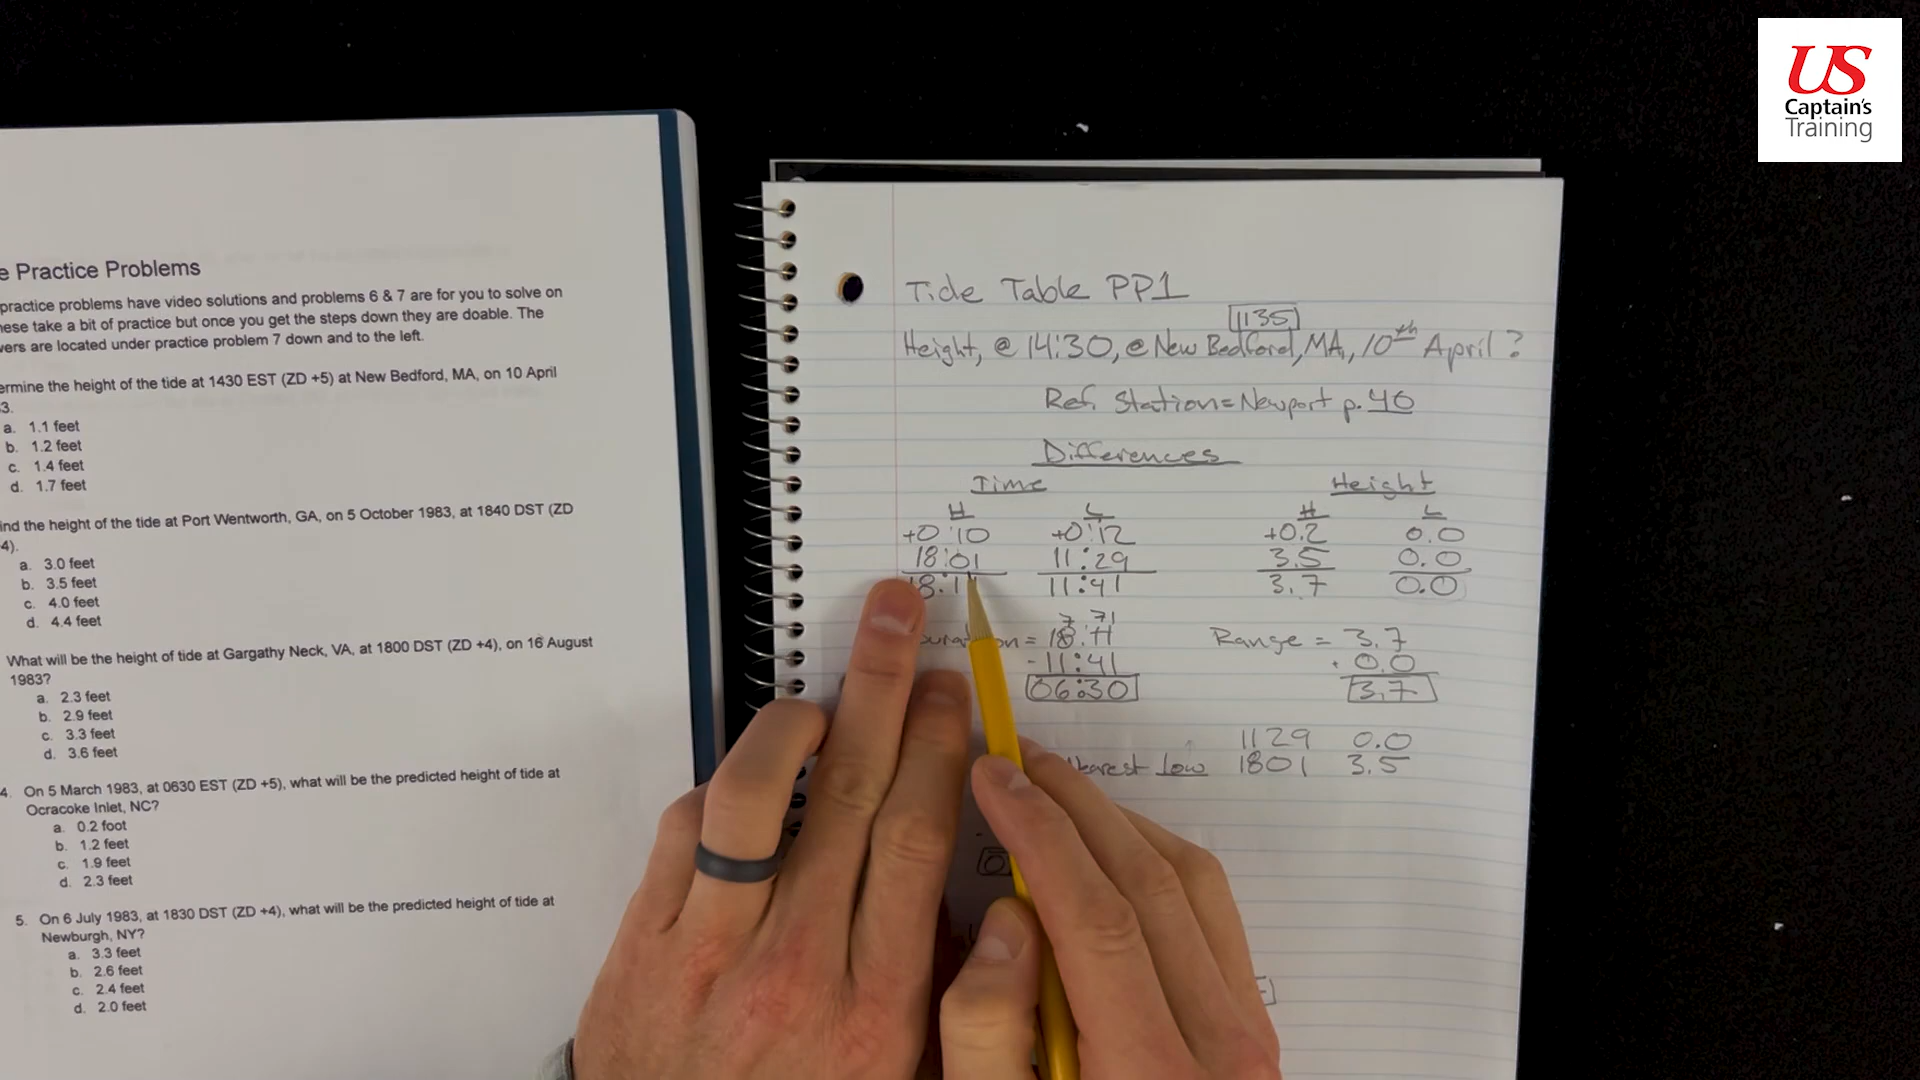 US
Captain's
Training
e Practice Problems
practice problems have video solutions and problems 6 & 7 are for you to solve on
hese take a bit of practice but once you get the steps down they are doable. The
vers are located under practice problem 7 down and to the left.
ermine the height of the tide at 1430 EST (ZD +5) at New Bedford, MA, on 10 April
3.
a. 1.1 feet
b. 1.2 feet
c. 1.4 feet
d. 1.7 feet
ind the height of the tide at Port Wentworth, GA, on 5 October 1983, at 1840 DST (ZD
4).
a. 3.0 feet
b. 3.5 feet
c. 4.0 feet
d. 4.4 feet
What will be the height of tide at Gargathy Neck, VA, at 1800 DST (ZD +4), on 16 August
1983?
a. 2.3 feet
b. 2.9 feet
c. 3.3 feet
d. 3.6 feet
4. On 5 March 1983, at 0630 EST (ZD +5), what will be the predicted height of tide at
Ocracoke Inlet, NC?
a. 0.2 foot
b. 1.2 feet
c. 1.9 feet
d. 2.3 feet
5. On 6 July 1983, at 1830 DST (ZD +4), what will be the predicted height of tide at
Newburgh, NY?
a. 3.3 feet
b. 2.6 feet
c. 2.4 feet
d. 2.0 feet
Tide Table PP1
1135
Height, @ 14:30, @ New Bedford, MA, 10th April?
Ref. Station = Newport p. 40
Differences
Time Height
H L H L
+0:10 +0:12 +0.2 0.0
18:01 11:29 3.5 0.0
18:1 11:41 3.7 0.0
7 71
uration = 18:11 Range = 3.7
-11:41 0.0
06:30 3.7
1129 0.0
Nearest Low 1801 3.5